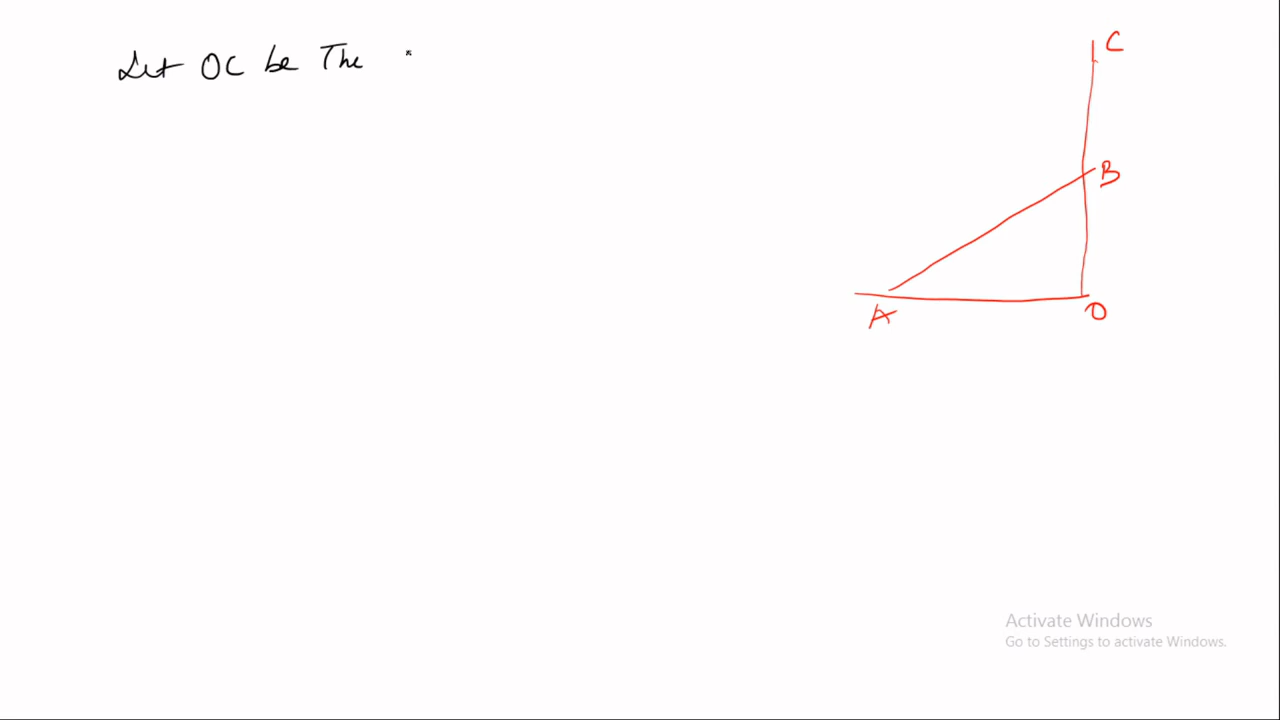 Let OC be The
C
B
A
O
Activate Windows
Go to Settings to activate Windows.